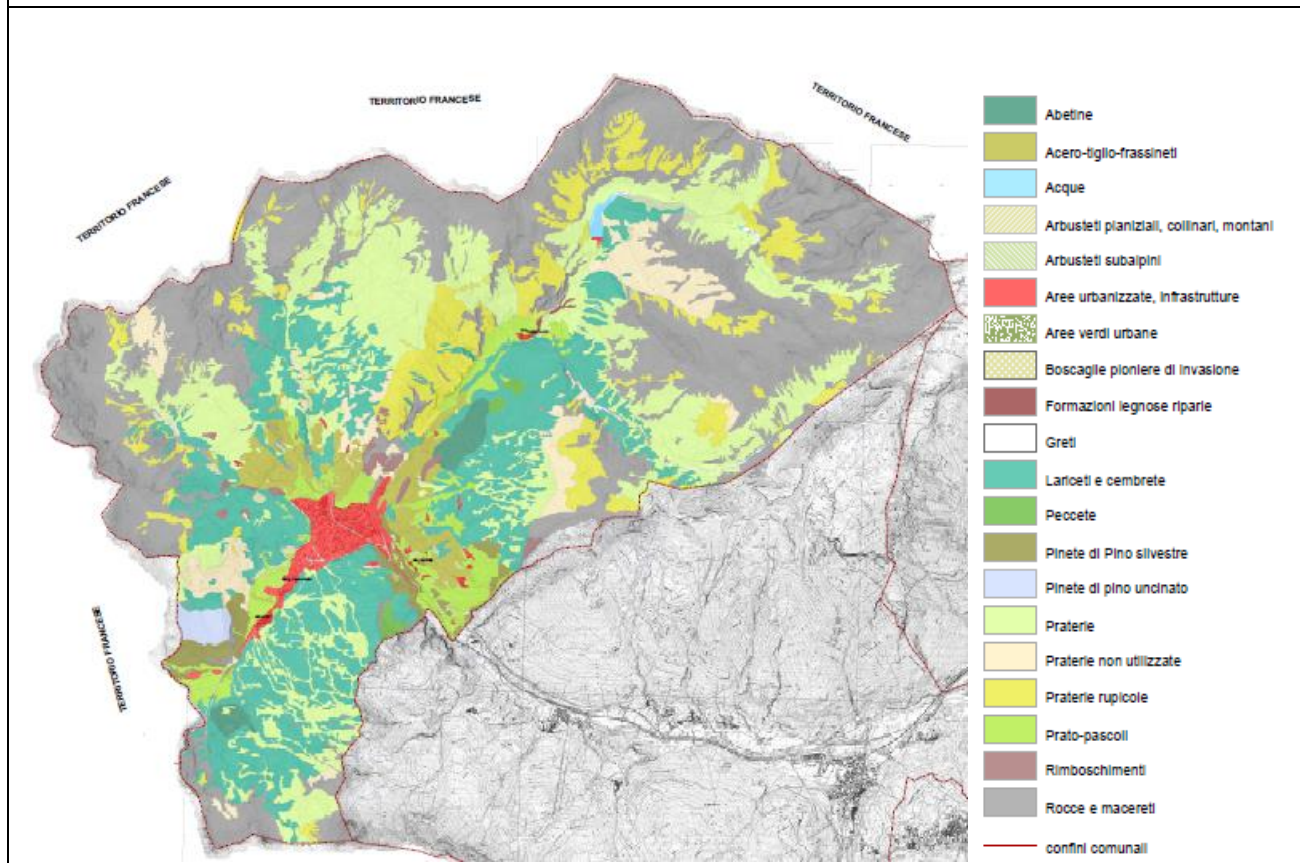 TERRITORIO FRANCESE
TERRITORIO FRANCESE
TERRITORIO FRANCESE
TERRITORIO FRANCESE
Abetine
Acero-tiglio-frassineti
Acque
Arbusteti planiziali, collinari, montani
Arbusteti subalpini
Aree urbanizzate, Infrastrutture
Aree verdi urbane
Boscaglie pioniere di invasione
Formazioni legnose riparie
Greti
Lariceti e cembrete
Peccete
Pinete di Pino silvestre
Pinete di pino uncinato
Praterie
Praterie non utilizzate
Praterie rupicole
Prato-pascoli
Rimboschimenti
Rocce e macereti
confini comunali